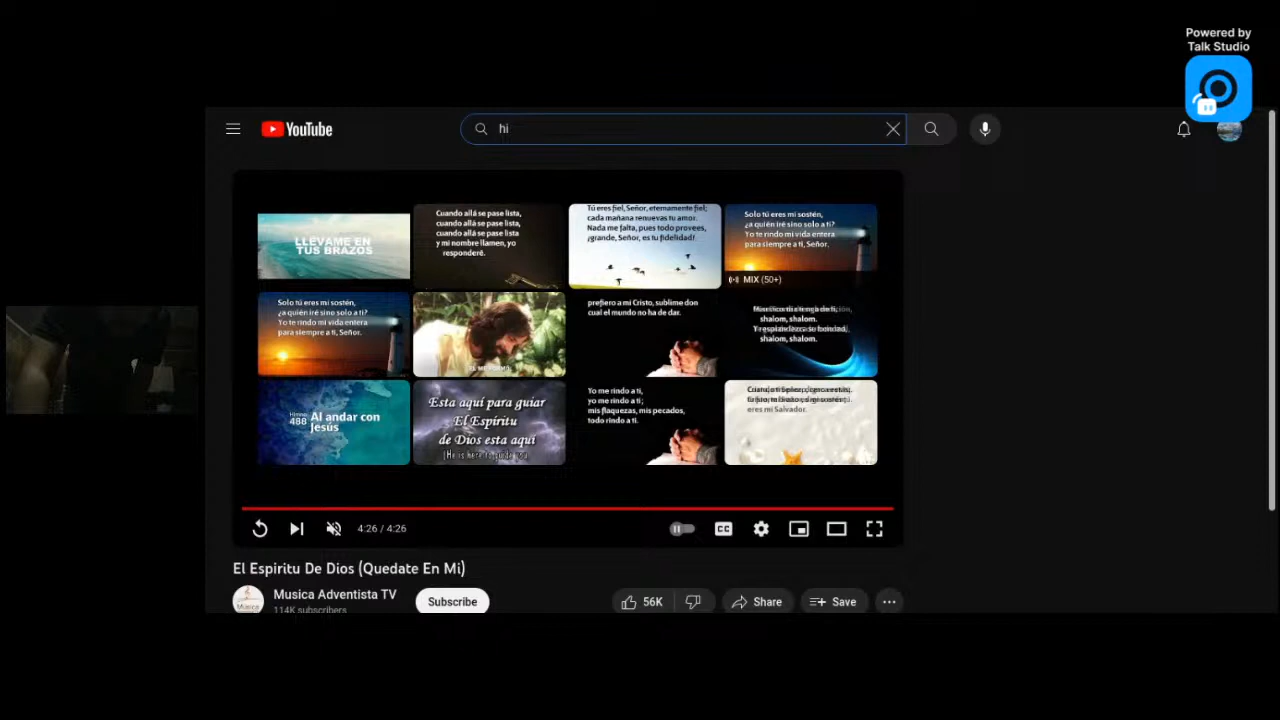 Powered by
Talk Studio
YouTube
hi
LLÉVAME EN
TUS BRAZOS
Cuando allá se pase lista,
cuando allá se pase lista,
cuando allá se pase lista
y mi nombre llamen, yo
responderé.
Tú eres fiel, Señor, eternamente fiel;
cada mañana renuevas tu amor.
Nada me falta, pues todo provees,
¡grande, Señor, es tu fidelidad!
Solo tú eres mi sostén,
¿a quién iré sino solo a ti?
Yo te rindo mi vida entera
para siempre a ti, Señor.
MIX (50+)
Solo tú eres mi sostén,
¿a quién iré sino solo a ti?
Yo te rindo mi vida entera
para siempre a ti, Señor.
prefiero a mi Cristo, sublime don
cual el mundo no ha de dar.
shalom, shalom.
shalom, shalom.
Himno
488
Al andar con
Jesús
Esta aquí para guiar
El Espíritu
de Dios esta aquí
(He is here to guide you
Yo me rindo a ti,
yo me rindo a ti;
mis flaquezas, mis pecados,
todo rindo a ti.
eres mi Salvador.
4:26 / 4:26
CC
El Espiritu De Dios (Quedate En Mi)
Musica Adventista TV
114K subscribers
Subscribe
56K
Share
Save